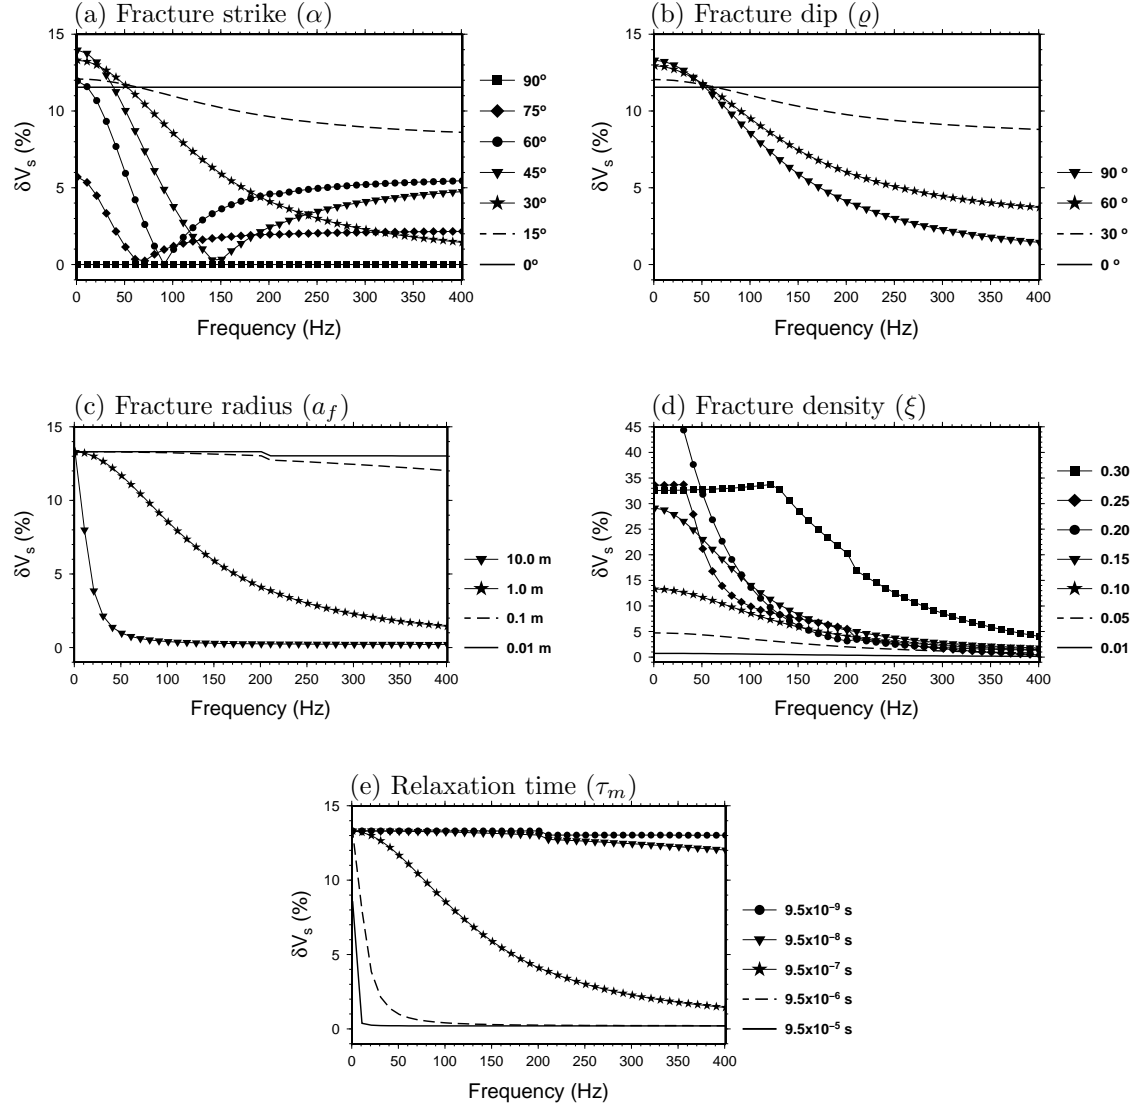 (a) Fracture strike (α)
15
10
5
0
δVs (%)
0 50 100 150 200 250 300 350 400
Frequency (Hz)
90º
75º
60º
45º
30º
15º
0º
(b) Fracture dip (ϱ)
15
10
5
0
δVs (%)
0 50 100 150 200 250 300 350 400
Frequency (Hz)
90 º
60 º
30 º
0 º
(c) Fracture radius (af)
15
10
5
0
δVs (%)
0 50 100 150 200 250 300 350 400
Frequency (Hz)
10.0 m
1.0 m
0.1 m
0.01 m
(d) Fracture density (ξ)
45
40
35
30
25
20
15
10
5
0
δVs (%)
0 50 100 150 200 250 300 350 400
Frequency (Hz)
0.30
0.25
0.20
0.15
0.10
0.05
0.01
(e) Relaxation time (τm)
15
10
5
0
δVs (%)
0 50 100 150 200 250 300 350 400
Frequency (Hz)
9.5x10⁻⁹ s
9.5x10⁻⁸ s
9.5x10⁻⁷ s
9.5x10⁻⁶ s
9.5x10⁻⁵ s